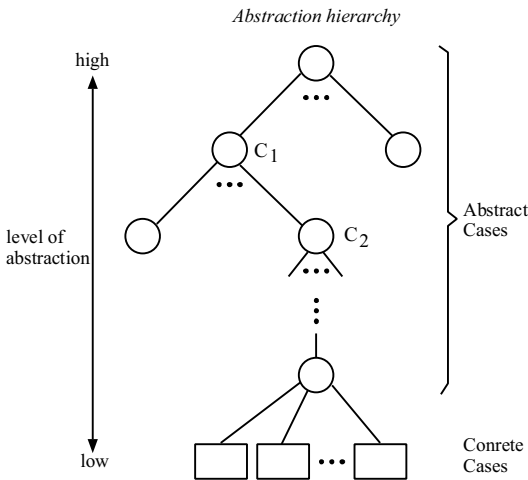 Abstraction hierarchy
high
C1
Abstract
Cases
level of
abstraction
C2
Conrete
Cases
low